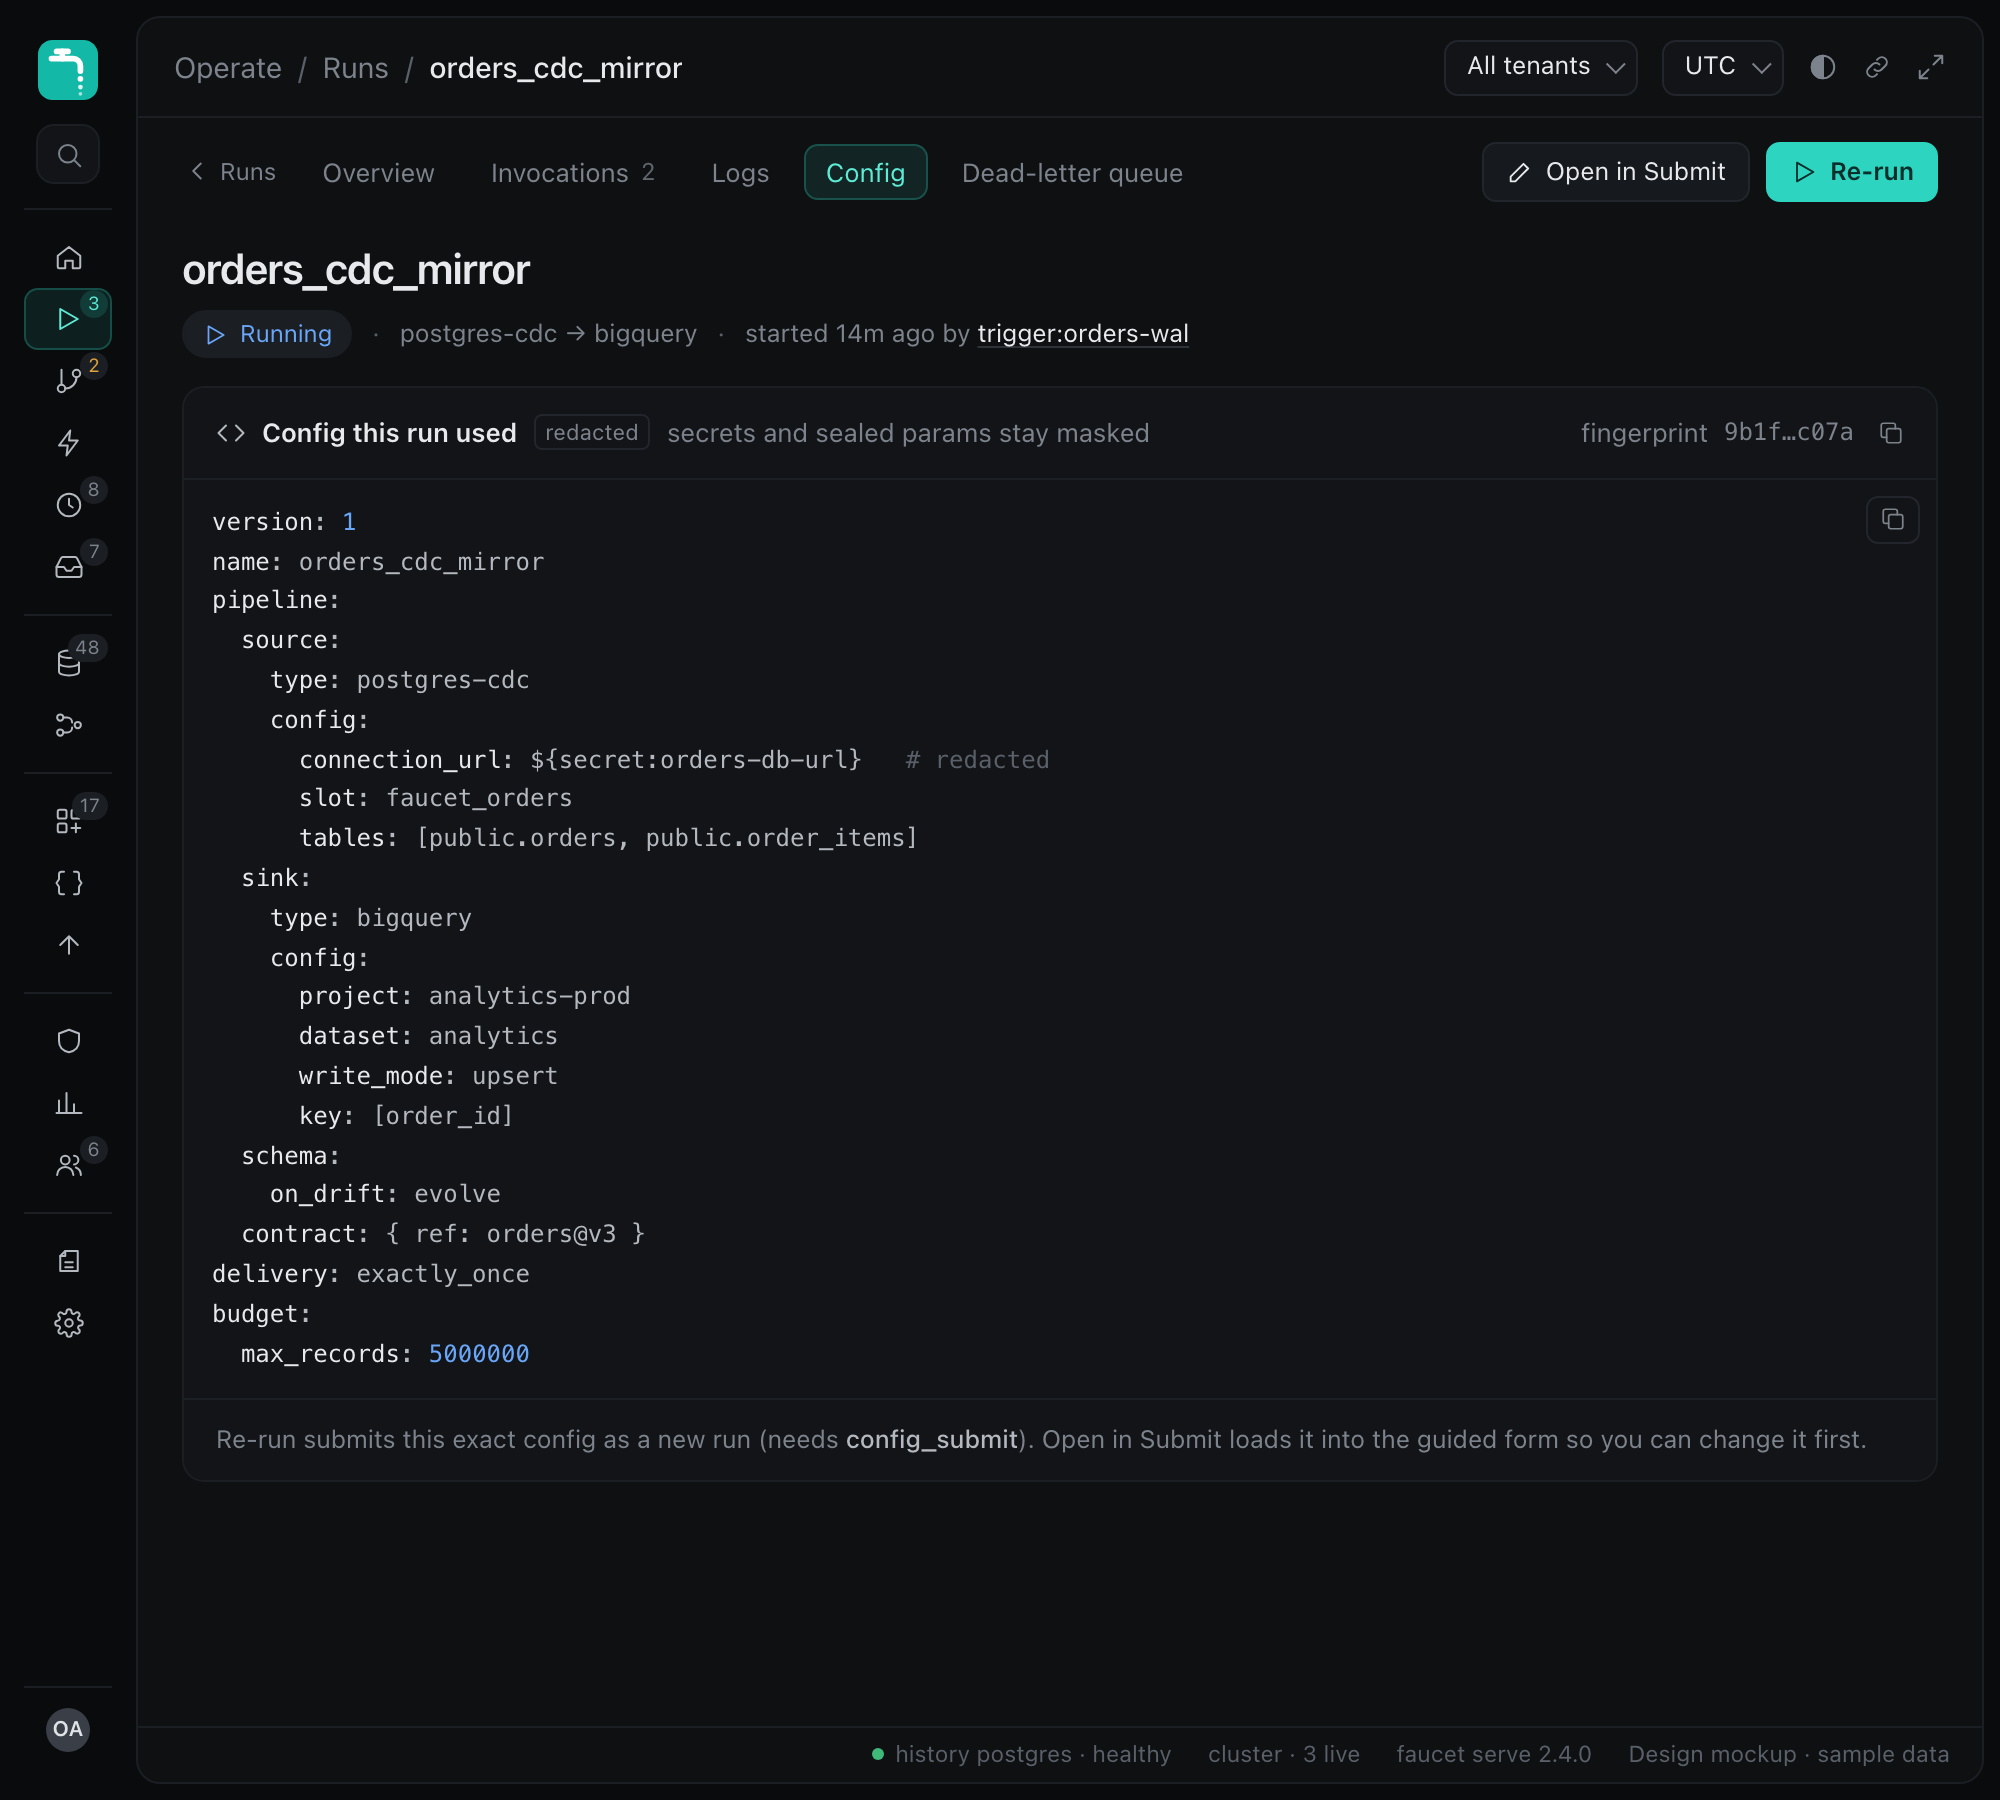 Operate / Runs / orders_cdc_mirror
All tenants
UTC
Runs
Overview
Invocations 2
Logs
Config
Dead-letter queue
Open in Submit
Re-run
3
2
8
7
48
17
6
OA
orders_cdc_mirror
Running · postgres-cdc → bigquery · started 14m ago by trigger:orders-wal
<> Config this run used redacted secrets and sealed params stay masked
fingerprint 9b1f…c07a
version: 1
name: orders_cdc_mirror
pipeline:
  source:
    type: postgres-cdc
    config:
      connection_url: ${secret:orders-db-url}   # redacted
      slot: faucet_orders
      tables: [public.orders, public.order_items]
  sink:
    type: bigquery
    config:
      project: analytics-prod
      dataset: analytics
      write_mode: upsert
      key: [order_id]
  schema:
    on_drift: evolve
  contract: { ref: orders@v3 }
delivery: exactly_once
budget:
  max_records: 5000000
Re-run submits this exact config as a new run (needs config_submit). Open in Submit loads it into the guided form so you can change it first.
history postgres · healthy
cluster · 3 live
faucet serve 2.4.0
Design mockup · sample data